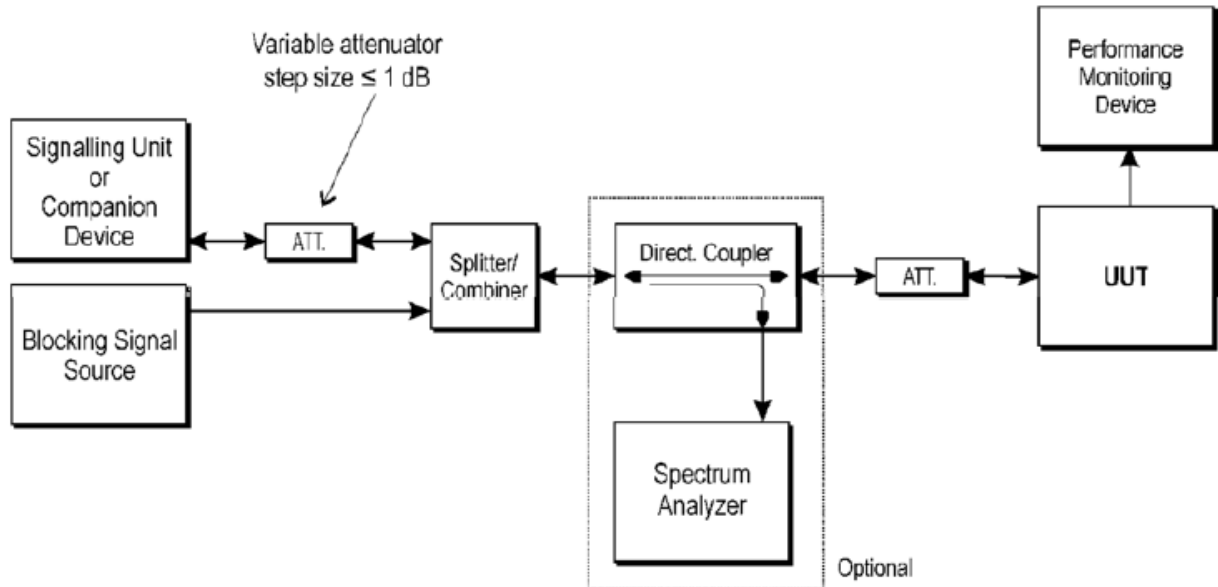 Variable attenuator
step size ≤ 1 dB
Signalling Unit
or
Companion
Device
ATT.
Splitter/
Combiner
Blocking Signal
Source
Direct. Coupler
Spectrum
Analyzer
Optional
ATT.
Performance
Monitoring
Device
UUT